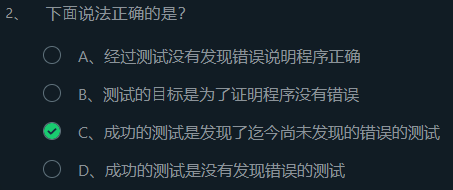 2、 下面说法正确的是？
A、经过测试没有发现错误说明程序正确
B、测试的目标是为了证明程序没有错误
C、成功的测试是发现了迄今尚未发现的错误的测试
D、成功的测试是没有发现错误的测试